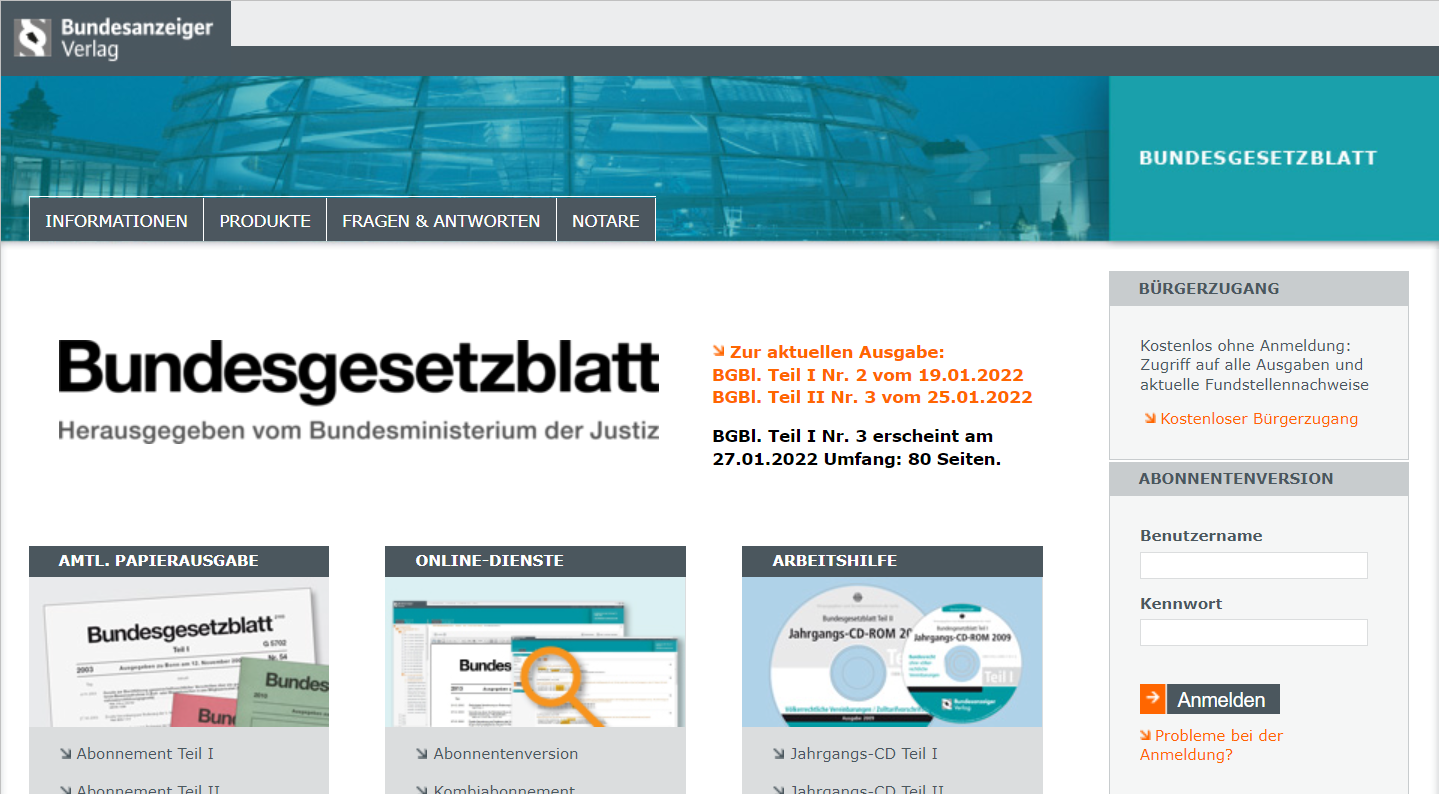 Bundesanzeiger
Verlag
BUNDESGESETZBLATT
INFORMATIONEN
PRODUKTE
FRAGEN & ANTWORTEN
NOTARE
Bundesgesetzblatt
Herausgegeben vom Bundesministerium der Justiz
Zur aktuellen Ausgabe:
BGBl. Teil I Nr. 2 vom 19.01.2022
BGBl. Teil II Nr. 3 vom 25.01.2022
BGBl. Teil I Nr. 3 erscheint am
27.01.2022 Umfang: 80 Seiten.
BÜRGERZUGANG
Kostenlos ohne Anmeldung:
Zugriff auf alle Ausgaben und
aktuelle Fundstellennachweise
Kostenloser Bürgerzugang
ABONNENTENVERSION
Benutzername
Kennwort
Anmelden
Probleme bei der
Anmeldung?
AMTL. PAPIERAUSGABE
Bundesgesetzblatt
Teil I
G 5702
2003
Ausgegeben zu Bonn am 12. November
Nr. 54
Bun
Bundes
2010
Abonnement Teil I
Abonnement Teil II
ONLINE-DIENSTE
Bundes
Abonnentenversion
Kombiabonnement
ARBEITSHILFE
Bundesgesetzblatt Teil II
Jahrgangs-CD-ROM 20
Völkerrechtliche Vereinbarungen / Zolltarifvorschrif
Ausgabe 2009
Bundesgesetzblatt Teil I
Jahrgangs-CD-ROM 2009
Teil I
Bundesanzeiger
Verlag
Jahrgangs-CD Teil I
Jahrgangs-CD Teil II